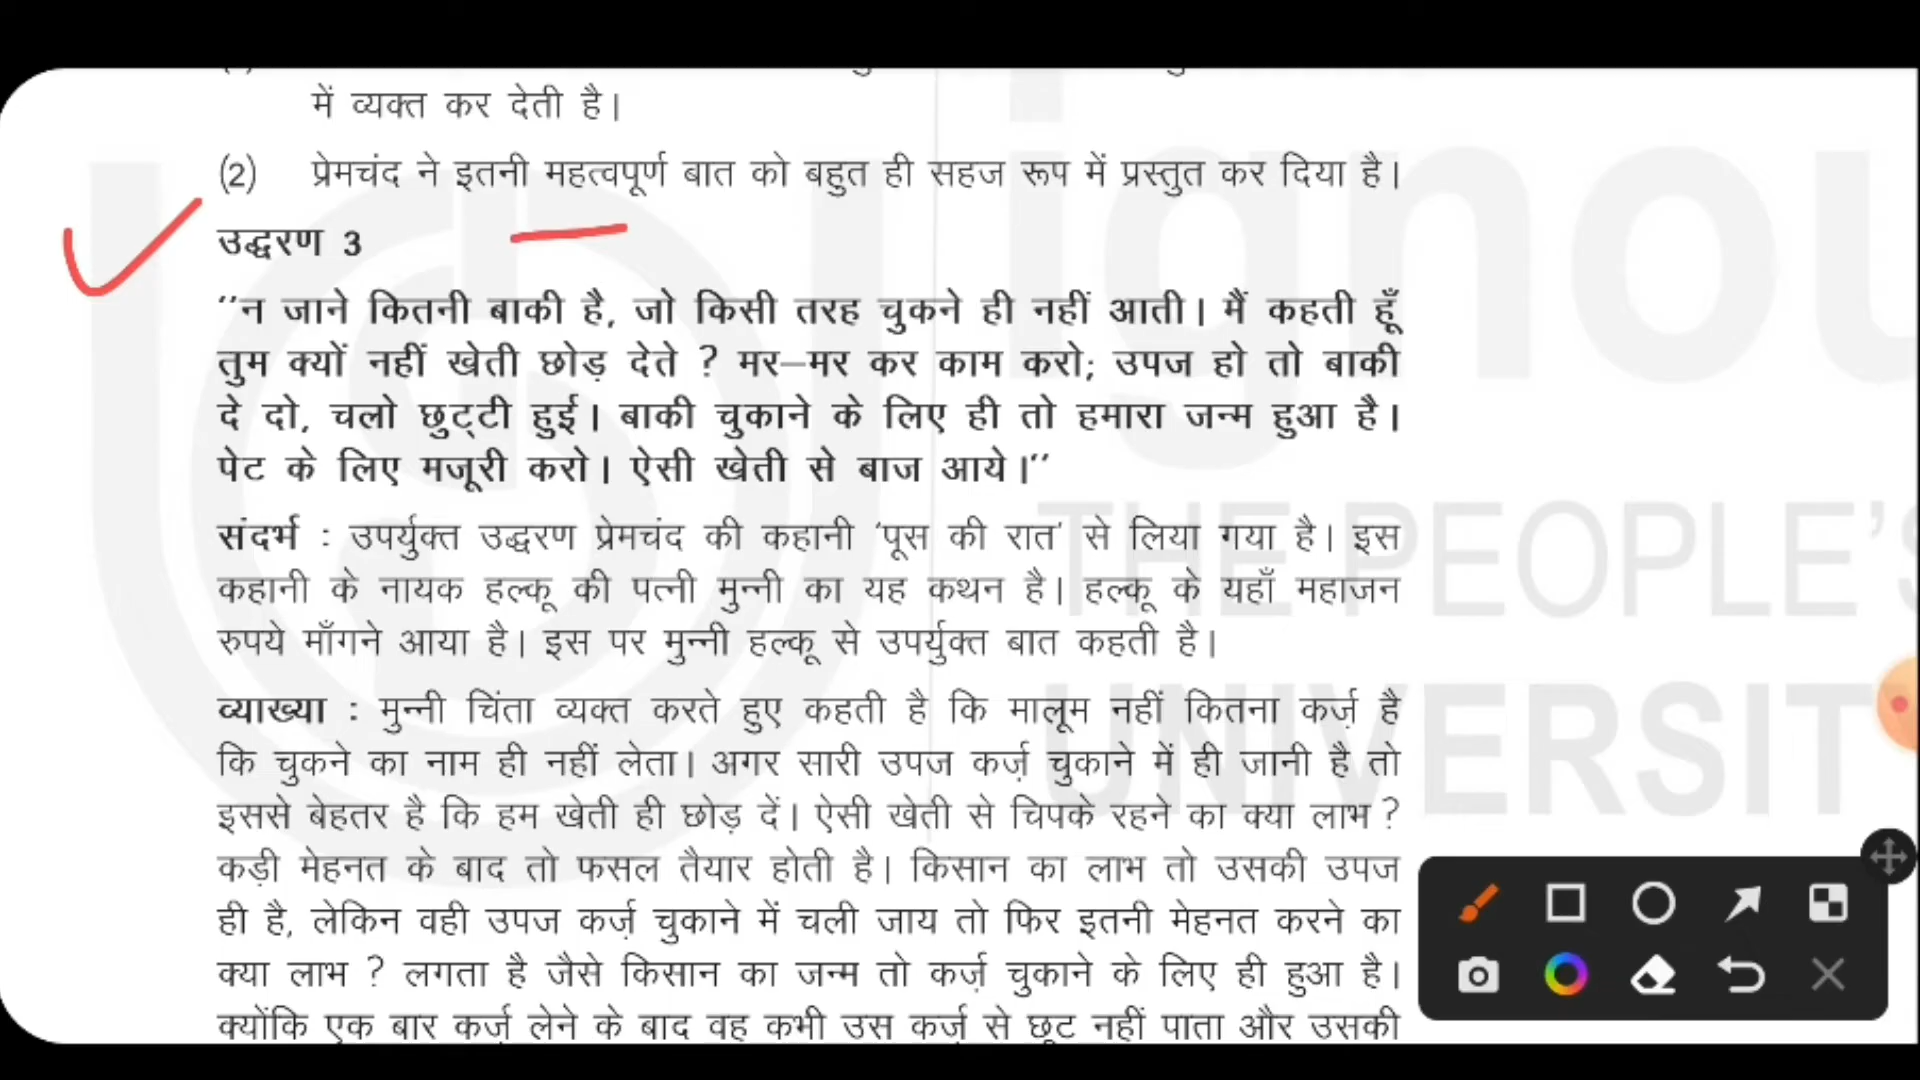 में व्यक्त कर देती है।
(2) प्रेमचंद ने इतनी महत्वपूर्ण बात को बहुत ही सहज रूप में प्रस्तुत कर दिया है।
उद्धरण 3
''न जाने कितनी बाकी है, जो किसी तरह चुकने ही नहीं आती। मैं कहती हूँ
तुम क्यों नहीं खेती छोड़ देते ? मर–मर कर काम करो; उपज हो तो बाकी
दे दो, चलो छुट्टी हुई। बाकी चुकाने के लिए ही तो हमारा जन्म हुआ है।
पेट के लिए मजूरी करो। ऐसी खेती से बाज आये।''
संदर्भ : उपर्युक्त उद्धरण प्रेमचंद की कहानी 'पूस की रात' से लिया गया है। इस
कहानी के नायक हल्कू की पत्नी मुन्नी का यह कथन है। हल्कू के यहाँ महाजन
रुपये माँगने आया है। इस पर मुन्नी हल्कू से उपर्युक्त बात कहती है।
व्याख्या : मुन्नी चिंता व्यक्त करते हुए कहती है कि मालूम नहीं कितना कर्ज़ है
कि चुकने का नाम ही नहीं लेता। अगर सारी उपज कर्ज़ चुकाने में ही जानी है तो
इससे बेहतर है कि हम खेती ही छोड़ दें। ऐसी खेती से चिपके रहने का क्या लाभ ?
कड़ी मेहनत के बाद तो फसल तैयार होती है। किसान का लाभ तो उसकी उपज
ही है, लेकिन वही उपज कर्ज़ चुकाने में चली जाय तो फिर इतनी मेहनत करने का
क्या लाभ ? लगता है जैसे किसान का जन्म तो कर्ज़ चुकाने के लिए ही हुआ है।
क्योंकि एक बार कर्ज़ लेने के बाद वह कभी उस कर्ज़ से छूट नहीं पाता और उसकी
ignou
THE PEOPLE'S
UNIVERSIT